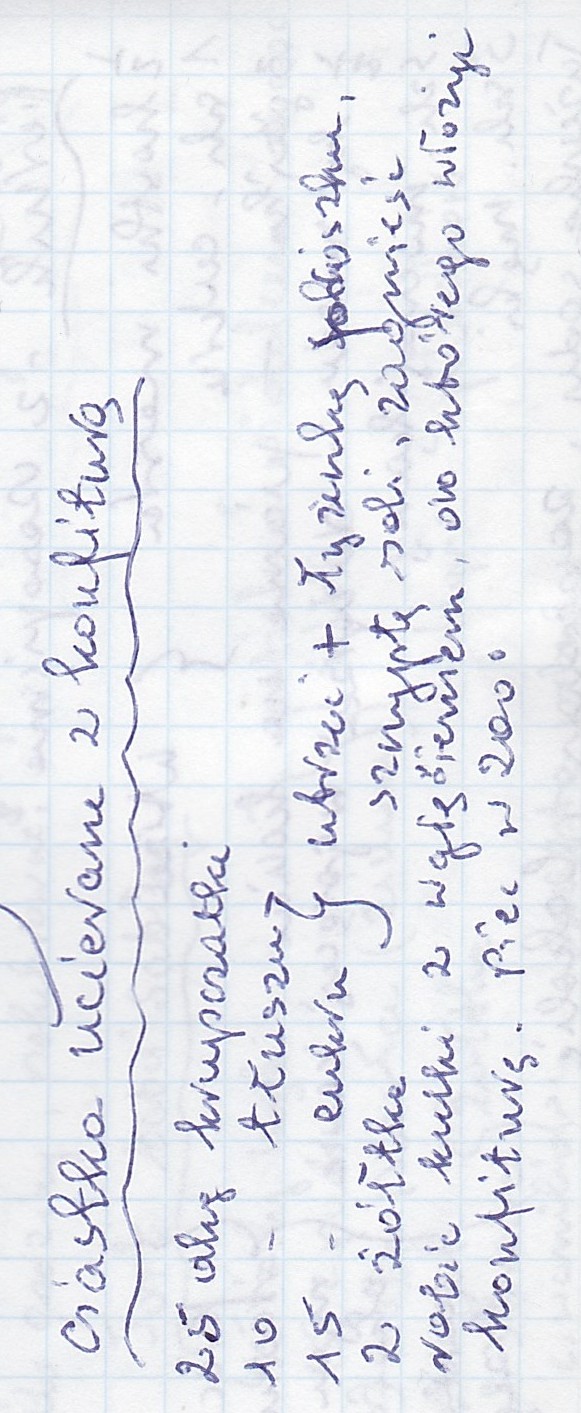 Ciastka ucierane z konfiturą
25 dkg krupczatki
10 - tłuszczu
15 - cukru } utrzeć + łyżeczkę proszku,
2 żółtka szczyptę soli, zagnieść
robić kulki z wgłębieniem, do którego włożyć
konfiturę. Piec w 200°